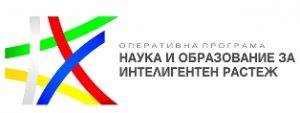 ОПЕРАТИВНА ПРОГРАМА
НАУКА И ОБРАЗОВАНИЕ ЗА
ИНТЕЛИГЕНТЕН РАСТЕЖ